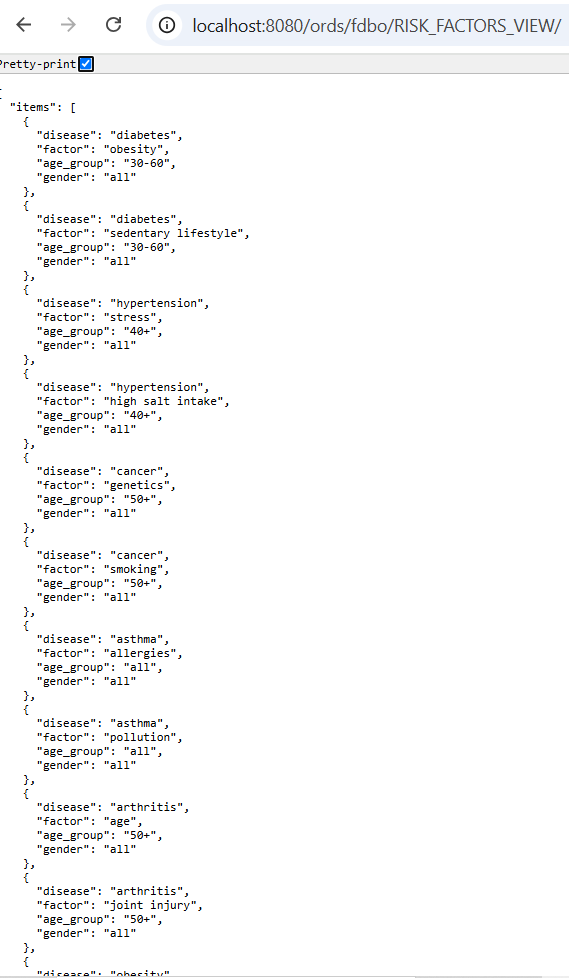 localhost:8080/ords/fdbo/RISK_FACTORS_VIEW/
Pretty-print
"items": [
{
"disease": "diabetes",
"factor": "obesity",
"age_group": "30-60",
"gender": "all"
},
{
"disease": "diabetes",
"factor": "sedentary lifestyle",
"age_group": "30-60",
"gender": "all"
},
{
"disease": "hypertension",
"factor": "stress",
"age_group": "40+",
"gender": "all"
},
{
"disease": "hypertension",
"factor": "high salt intake",
"age_group": "40+",
"gender": "all"
},
{
"disease": "cancer",
"factor": "genetics",
"age_group": "50+",
"gender": "all"
},
{
"disease": "cancer",
"factor": "smoking",
"age_group": "50+",
"gender": "all"
},
{
"disease": "asthma",
"factor": "allergies",
"age_group": "all",
"gender": "all"
},
{
"disease": "asthma",
"factor": "pollution",
"age_group": "all",
"gender": "all"
},
{
"disease": "arthritis",
"factor": "age",
"age_group": "50+",
"gender": "all"
},
{
"disease": "arthritis",
"factor": "joint injury",
"age_group": "50+",
"gender": "all"
},
{
"disease": "obesity"